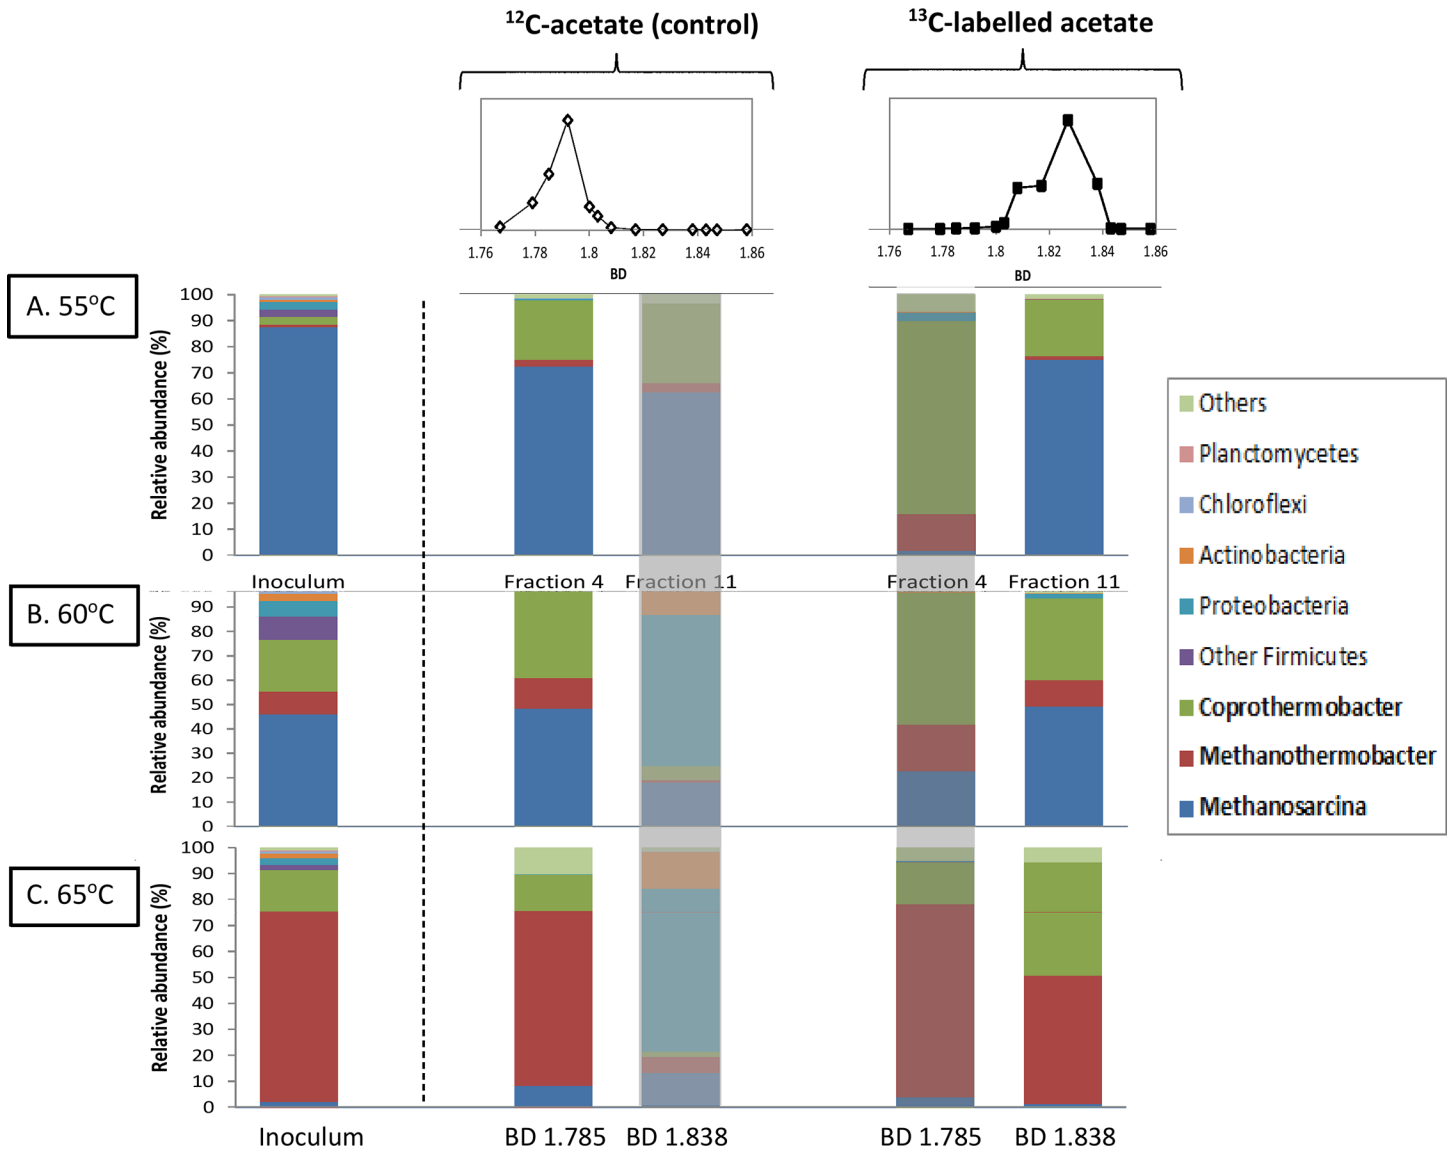 ¹²C-acetate (control)
¹³C-labelled acetate
1.76 1.78 1.8 1.82 1.84 1.86
BD
1.76 1.78 1.8 1.82 1.84 1.86
BD
A. 55°C
Relative abundance (%)
100
90
80
70
60
50
40
30
20
10
0
Inoculum Fraction 4 Fraction 11 Fraction 4 Fraction 11
B. 60°C
Relative abundance (%)
90
80
70
60
50
40
30
20
10
0
C. 65°C
Relative abundance (%)
100
90
80
70
60
50
40
30
20
10
0
Inoculum BD 1.785 BD 1.838 BD 1.785 BD 1.838
Others
Planctomycetes
Chloroflexi
Actinobacteria
Proteobacteria
Other Firmicutes
Coprothermobacter
Methanothermobacter
Methanosarcina